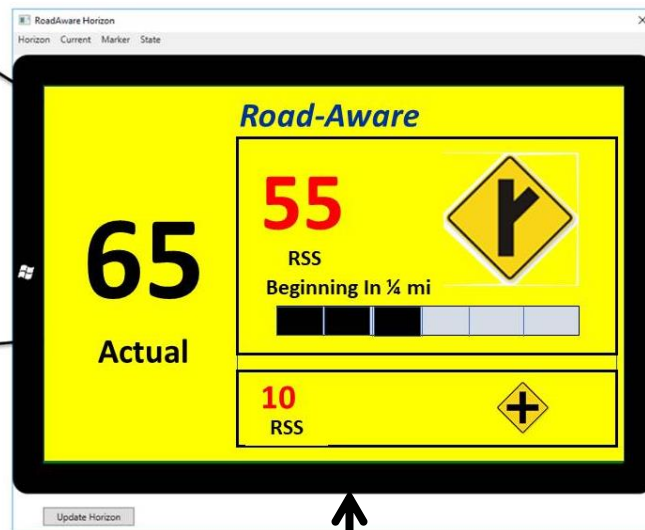 RoadAware Horizon
Horizon Current Marker State
Road-Aware
65
Actual
55
RSS
Beginning In ¼ mi
10
RSS
Update Horizon